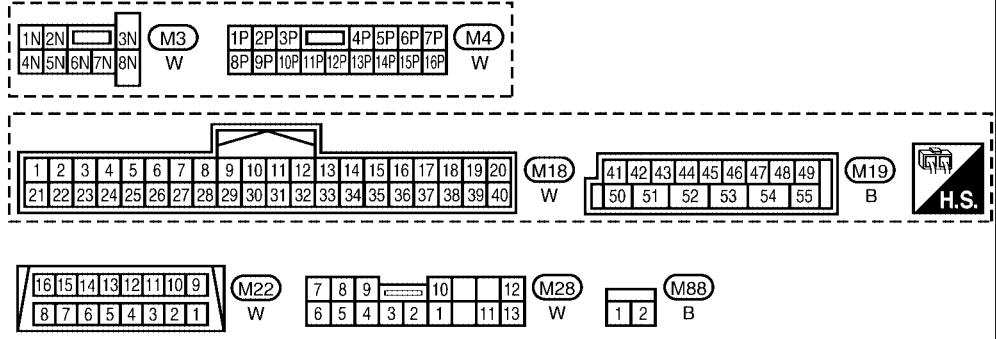 1N 2N 3N M3 1P 2P 3P 4P 5P 6P 7P M4
4N 5N 6N 7N 8N W 8P 9P 10P 11P 12P 13P 14P 15P 16P W
1 2 3 4 5 6 7 8 9 10 11 12 13 14 15 16 17 18 19 20 M18 41 42 43 44 45 46 47 48 49 M19
21 22 23 24 25 26 27 28 29 30 31 32 33 34 35 36 37 38 39 40 W 50 51 52 53 54 55 B H.S.
16 15 14 13 12 11 10 9 M22 7 8 9 10 12 M28 M88
8 7 6 5 4 3 2 1 W 6 5 4 3 2 1 11 13 W 1 2 B